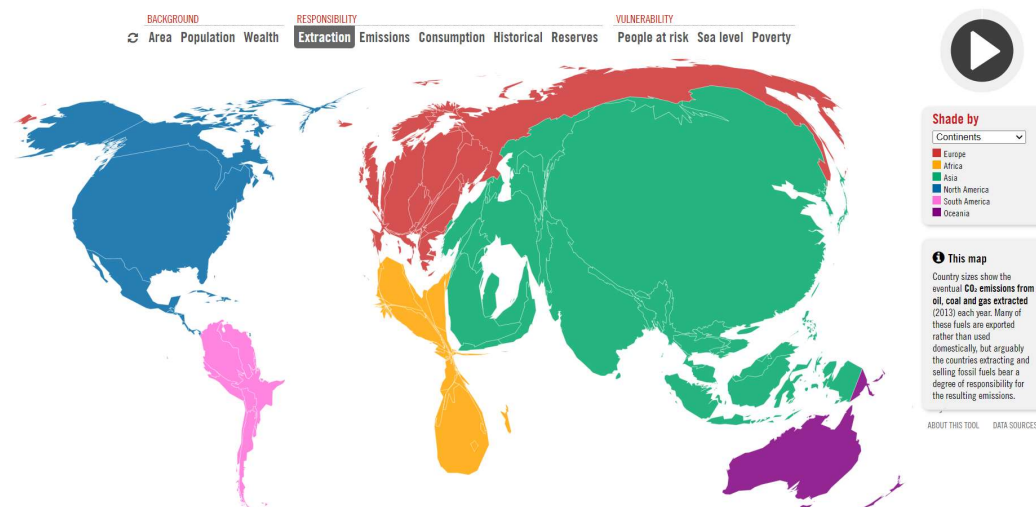 BACKGROUND RESPONSIBILITY VULNERABILITY
Area Population Wealth Extraction Emissions Consumption Historical Reserves People at risk Sea level Poverty
Shade by
Continents
Europe
Africa
Asia
North America
South America
Oceania
This map
Country sizes show the
eventual CO₂ emissions from
oil, coal and gas extracted
(2013) each year. Many of
these fuels are exported
rather than used
domestically, but arguably
the countries extracting and
selling fossil fuels bear a
degree of responsibility for
the resulting emissions.
ABOUT THIS TOOL DATA SOURCES